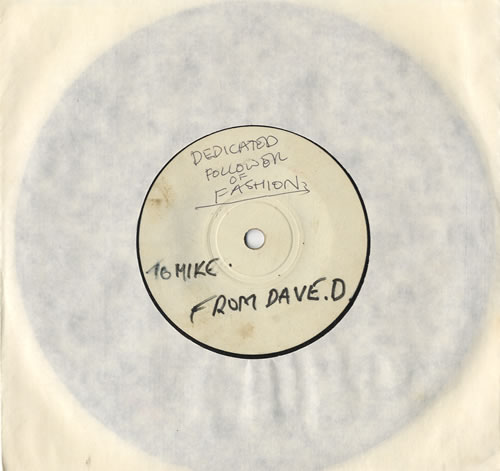 DEDICATED
FOLLOWER
OF
FASHION
TO MIKE
FROM DAVE.D